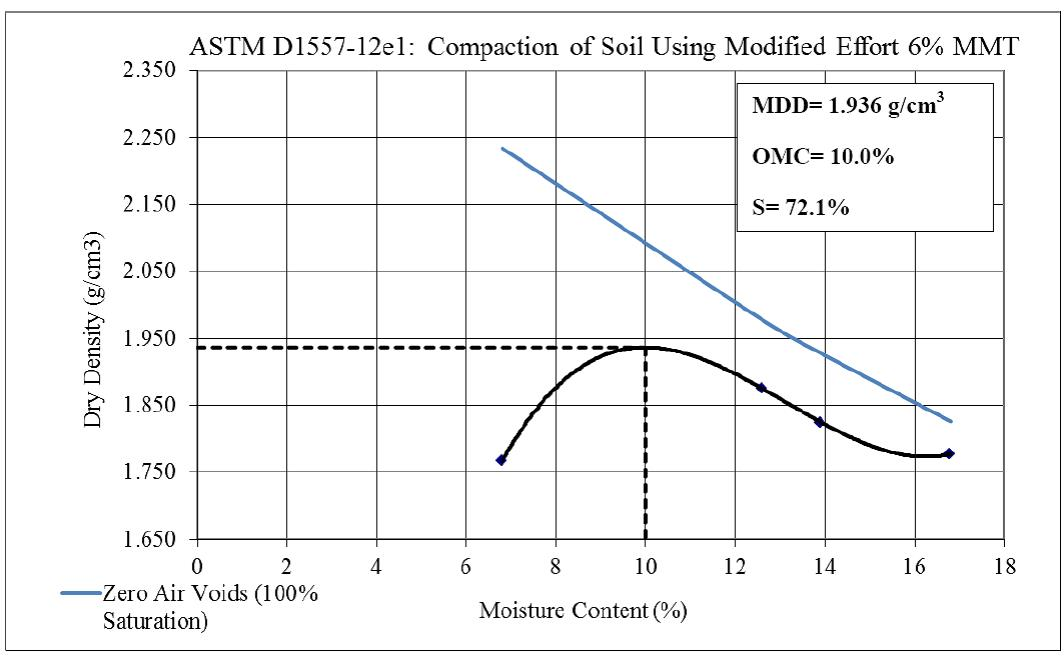 ASTM D1557-12e1: Compaction of Soil Using Modified Effort 6% MMT
2.350
2.250
2.150
2.050
1.950
1.850
1.750
1.650
Dry Density (g/cm3)
MDD= 1.936 g/cm³
OMC= 10.0%
S= 72.1%
0 2 4 6 8 10 12 14 16 18
Moisture Content (%)
Zero Air Voids (100%
Saturation)